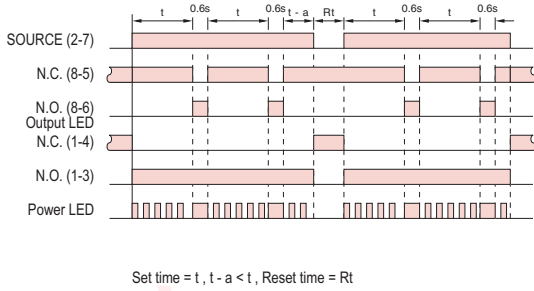 t 0.6s t 0.6s t - a Rt t 0.6s t 0.6s
SOURCE (2-7)
N.C. (8-5)
N.O. (8-6)
Output LED
N.C. (1-4)
N.O. (1-3)
Power LED
Set time = t , t - a < t , Reset time = Rt